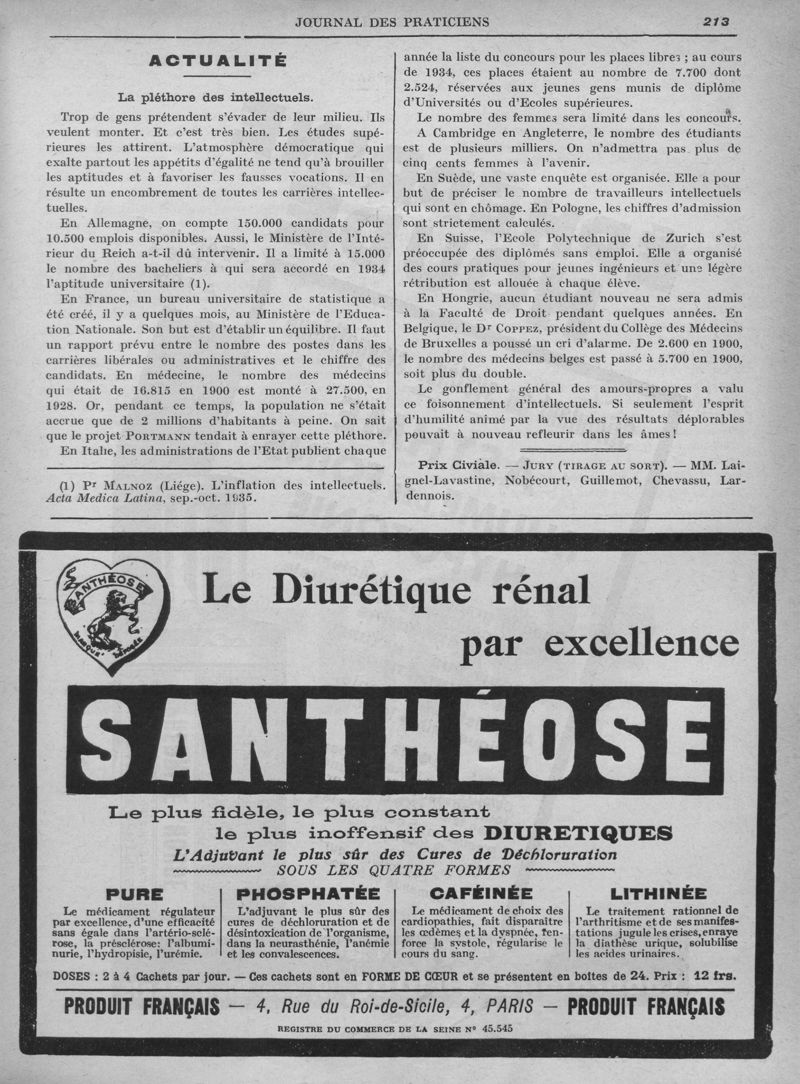 JOURNAL DES PRATICIENS
213
ACTUALITÉ
La pléthore des intellectuels.
Trop de gens prétendent s'évader de leur milieu. Ils
veulent monter. Et c'est très bien. Les études supé-
rieures les attirent. L'atmosphère démocratique qui
exalte partout les appétits d'égalité ne tend qu'à brouiller
les aptitudes et à favoriser les fausses vocations. Il en
résulte un encombrement de toutes les carrières intellec-
tuelles.
En Allemagne, on compte 150.000 candidats pour
10.500 emplois disponibles. Aussi, le Ministère de l'Inté-
rieur du Reich a-t-il dû intervenir. Il a limité à 15.000
le nombre des bacheliers à qui sera accordé en 1934
l'aptitude universitaire (1).
En France, un bureau universitaire de statistique a
été créé, il y a quelques mois, au Ministère de l'Educa-
tion Nationale. Son but est d'établir un équilibre. Il faut
un rapport prévu entre le nombre des postes dans les
carrières libérales ou administratives et le chiffre des
candidats. En médecine, le nombre des médecins
qui était de 16.815 en 1900 est monté à 27.500, en
1928. Or, pendant ce temps, la population ne s'était
accrue que de 2 millions d'habitants à peine. On sait
que le projet PORTMANN tendait à enrayer cette pléthore.
En Italie, les administrations de l'Etat publient chaque
(1) Pr MALNOZ (Liége). L'inflation des intellectuels.
Acta Medica Latina, sep.-oct. 1935.
année la liste du concours pour les places libres ; au cours
de 1934, ces places étaient au nombre de 7.700 dont
2.524, réservées aux jeunes gens munis de diplôme
d'Universités ou d'Ecoles supérieures.
Le nombre des femmes sera limité dans les concours.
A Cambridge en Angleterre, le nombre des étudiants
est de plusieurs milliers. On n'admettra pas plus de
cinq cents femmes à l'avenir.
En Suède, une vaste enquête est organisée. Elle a pour
but de préciser le nombre de travailleurs intellectuels
qui sont en chômage. En Pologne, les chiffres d'admission
sont strictement calculés.
En Suisse, l'Ecole Polytechnique de Zurich s'est
préoccupée des diplômés sans emploi. Elle a organisé
des cours pratiques pour jeunes ingénieurs et une légère
rétribution est allouée à chaque élève.
En Hongrie, aucun étudiant nouveau ne sera admis
à la Faculté de Droit pendant quelques années. En
Belgique, le Dr COPPEZ, président du Collège des Médecins
de Bruxelles a poussé un cri d'alarme. De 2.600 en 1900,
le nombre des médecins belges est passé à 5.700 en 1900,
soit plus du double.
Le gonflement général des amours-propres a valu
ce foisonnement d'intellectuels. Si seulement l'esprit
d'humilité animé par la vue des résultats déplorables
pouvait à nouveau refleurir dans les âmes !
Prix Civiale. — JURY (TIRAGE AU SORT). — MM. Lai-
gnel-Lavastine, Nobécourt, Guillemot, Chevassu, Lar-
dennois.
SANTHÉOSE
MARQUE DÉPOSÉE
Le Diurétique rénal
par excellence
SANTHÉOSE
Le plus fidèle, le plus constant
le plus inoffensif des DIURETIQUES
L'Adjuvant le plus sûr des Cures de Déchloruration
SOUS LES QUATRE FORMES
PURE
Le médicament régulateur
par excellence, d'une efficacité
sans égale dans l'artério-sclé-
rose, la présclérose: l'albumi-
nurie, l'hydropisie, l'urémie.
PHOSPHATÉE
L'adjuvant le plus sûr des
cures de déchloruration et de
désintoxication de l'organisme,
dans la neurasthénie, l'anémie
et les convalescences.
CAFÉINÉE
Le médicament de choix des
cardiopathies, fait disparaître
les œdèmes et la dyspnée, ren-
force la systole, régularise le
cours du sang.
LITHINÉE
Le traitement rationnel de
l'arthritisme et de ses manifes-
tations jugule les crises, enraye
la diathèse urique, solubilise
les acides urinaires.
DOSES : 2 à 4 Cachets par jour. — Ces cachets sont en FORME DE CŒUR et se présentent en boîtes de 24. Prix : 12 frs.
PRODUIT FRANÇAIS — 4, Rue du Roi-de-Sicile, 4, PARIS — PRODUIT FRANÇAIS
REGISTRE DU COMMERCE DE LA SEINE N° 45.545